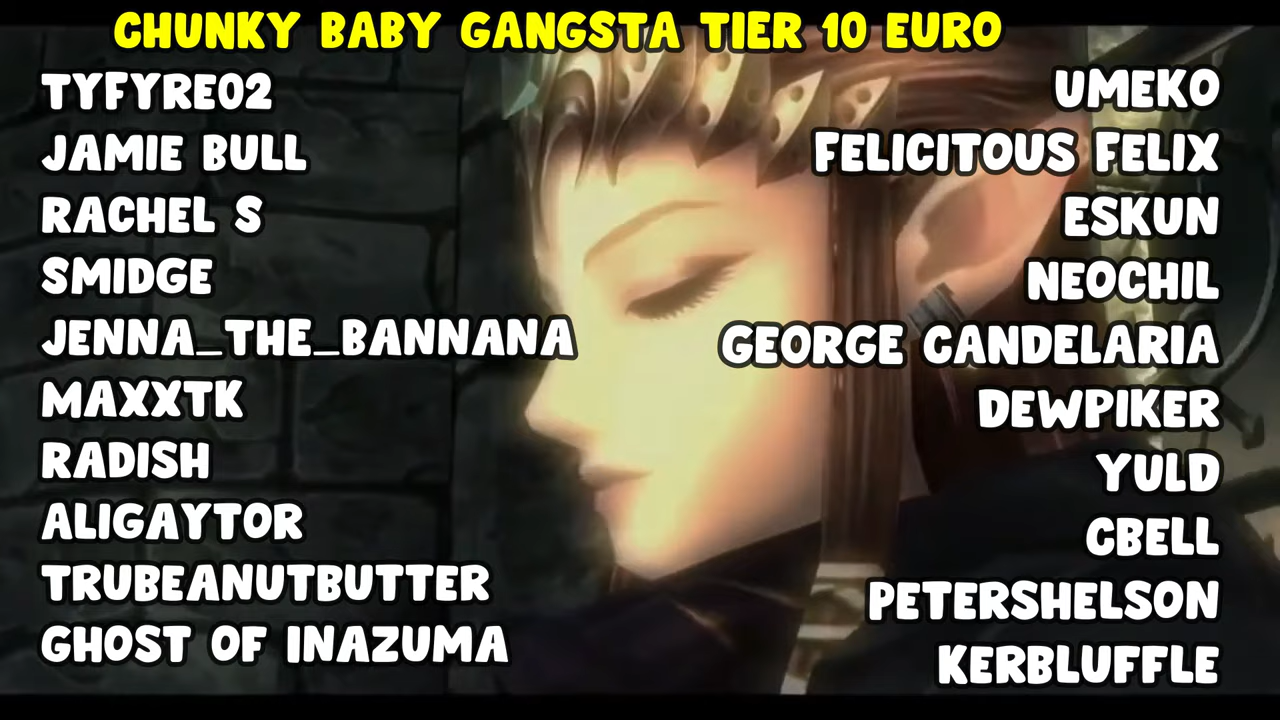 CHUNKY BABY GANGSTA TIER 10 EURO
TYFYRE02
JAMIE BULL
RACHEL S
SMIDGE
JENNA_THE_BANNANA
MAXXTK
RADISH
ALIGAYTOR
TRUBEANUTBUTTER
GHOST OF INAZUMA
UMEKO
FELICITOUS FELIX
ESKUN
NEOCHIL
GEORGE CANDELARIA
DEWPIKER
YULD
CBELL
PETERSHELSON
KERBLUFFLE